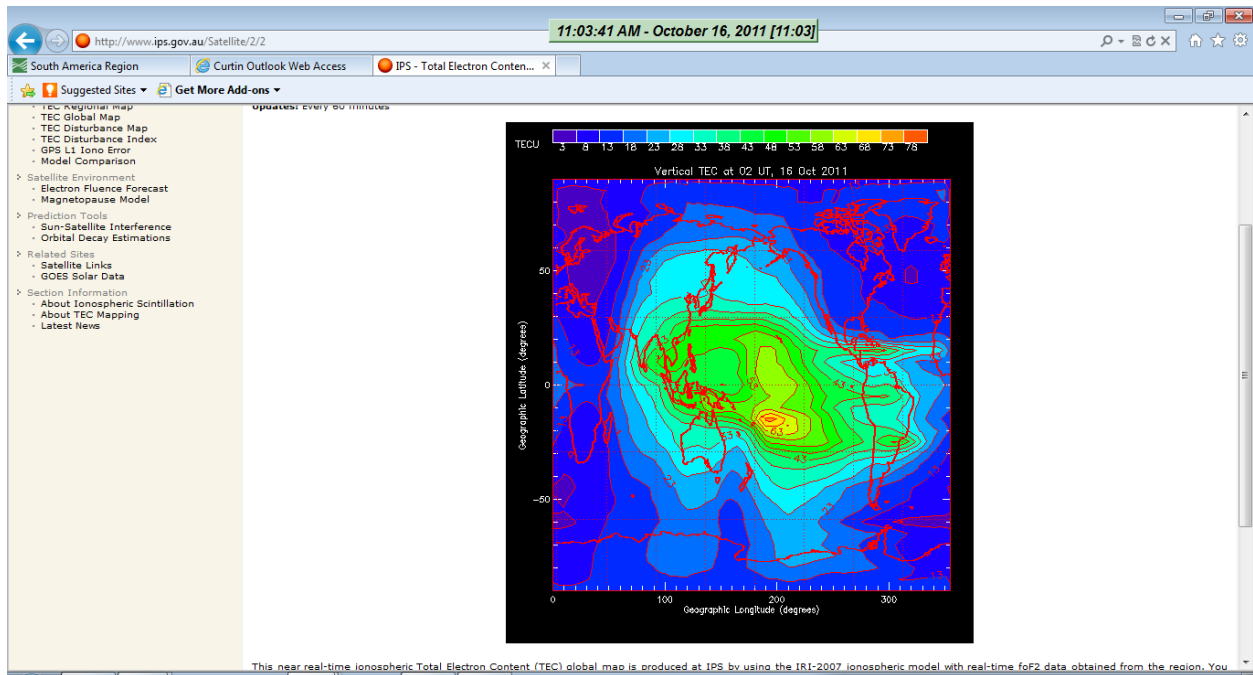 11:03:41 AM - October 16, 2011 [11:03]
http://www.ips.gov.au/Satellite/2/2
South America Region
Curtin Outlook Web Access
IPS - Total Electron Conten...
Suggested Sites
Get More Add-ons
TEC Regional Map
TEC Global Map
TEC Disturbance Map
TEC Disturbance Index
GPS L1 Iono Error
Model Comparison
Satellite Environment
Electron Fluence Forecast
Magnetopause Model
Prediction Tools
Sun-Satellite Interference
Orbital Decay Estimations
Related Sites
Satellite Links
GOES Solar Data
Section Information
About Ionospheric Scintillation
About TEC Mapping
Latest News
Updates: Every 60 minutes
TECU 3 8 13 18 23 28 33 38 43 48 53 58 63 68 73 78
Vertical TEC at 02 UT, 16 Oct 2011
Geographic Latitude (degrees)
50
0
-50
0 100 200 300
Geographic Longitude (degrees)
This near real-time ionospheric Total Electron Content (TEC) global map is produced at IPS by using the IRI-2007 ionospheric model with real-time foF2 data obtained from the region. You